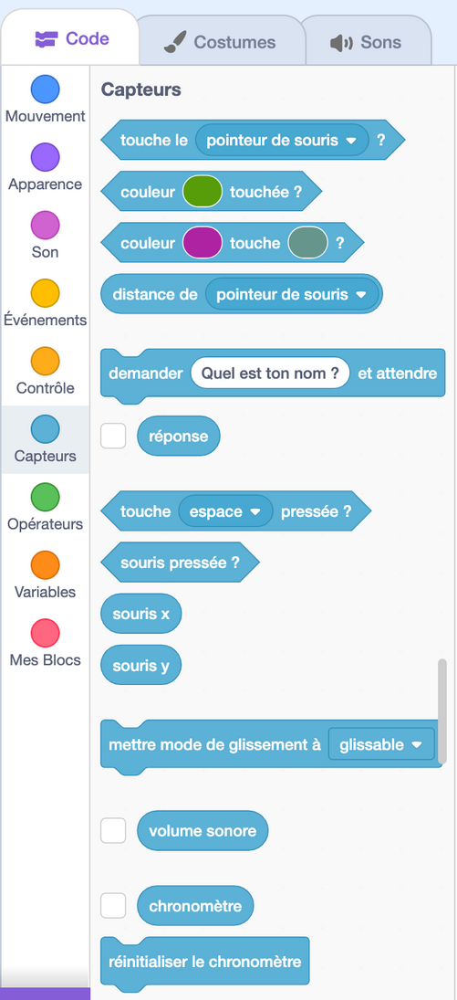 Code
Costumes
Sons
Mouvement
Apparence
Son
Événements
Contrôle
Capteurs
Opérateurs
Variables
Mes Blocs
Capteurs
touche le pointeur de souris ?
couleur touchée ?
couleur touche ?
distance de pointeur de souris
demander Quel est ton nom ? et attendre
réponse
touche espace pressée ?
souris pressée ?
souris x
souris y
mettre mode de glissement à glissable
volume sonore
chronomètre
réinitialiser le chronomètre